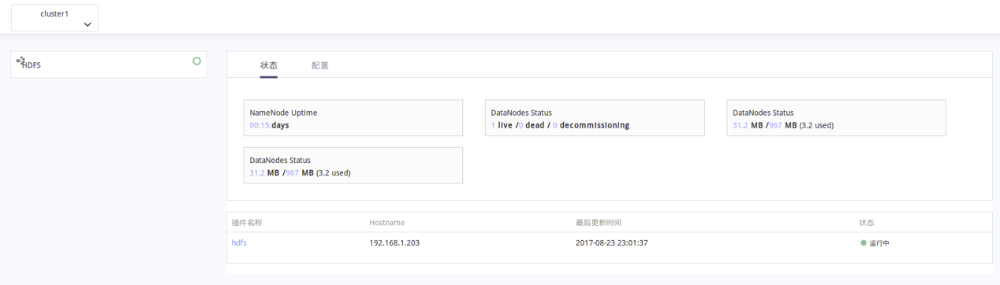 cluster1
HDFS
状态 配置
NameNode Uptime
00:15:days
DataNodes Status
1 live /0 dead / 0 decommissioning
DataNodes Status
31.2 MB /967 MB (3.2 used)
DataNodes Status
31.2 MB /967 MB (3.2 used)
插件名称 Hostname 最后更新时间 状态
hdfs 192.168.1.203 2017-08-23 23:01:37 运行中